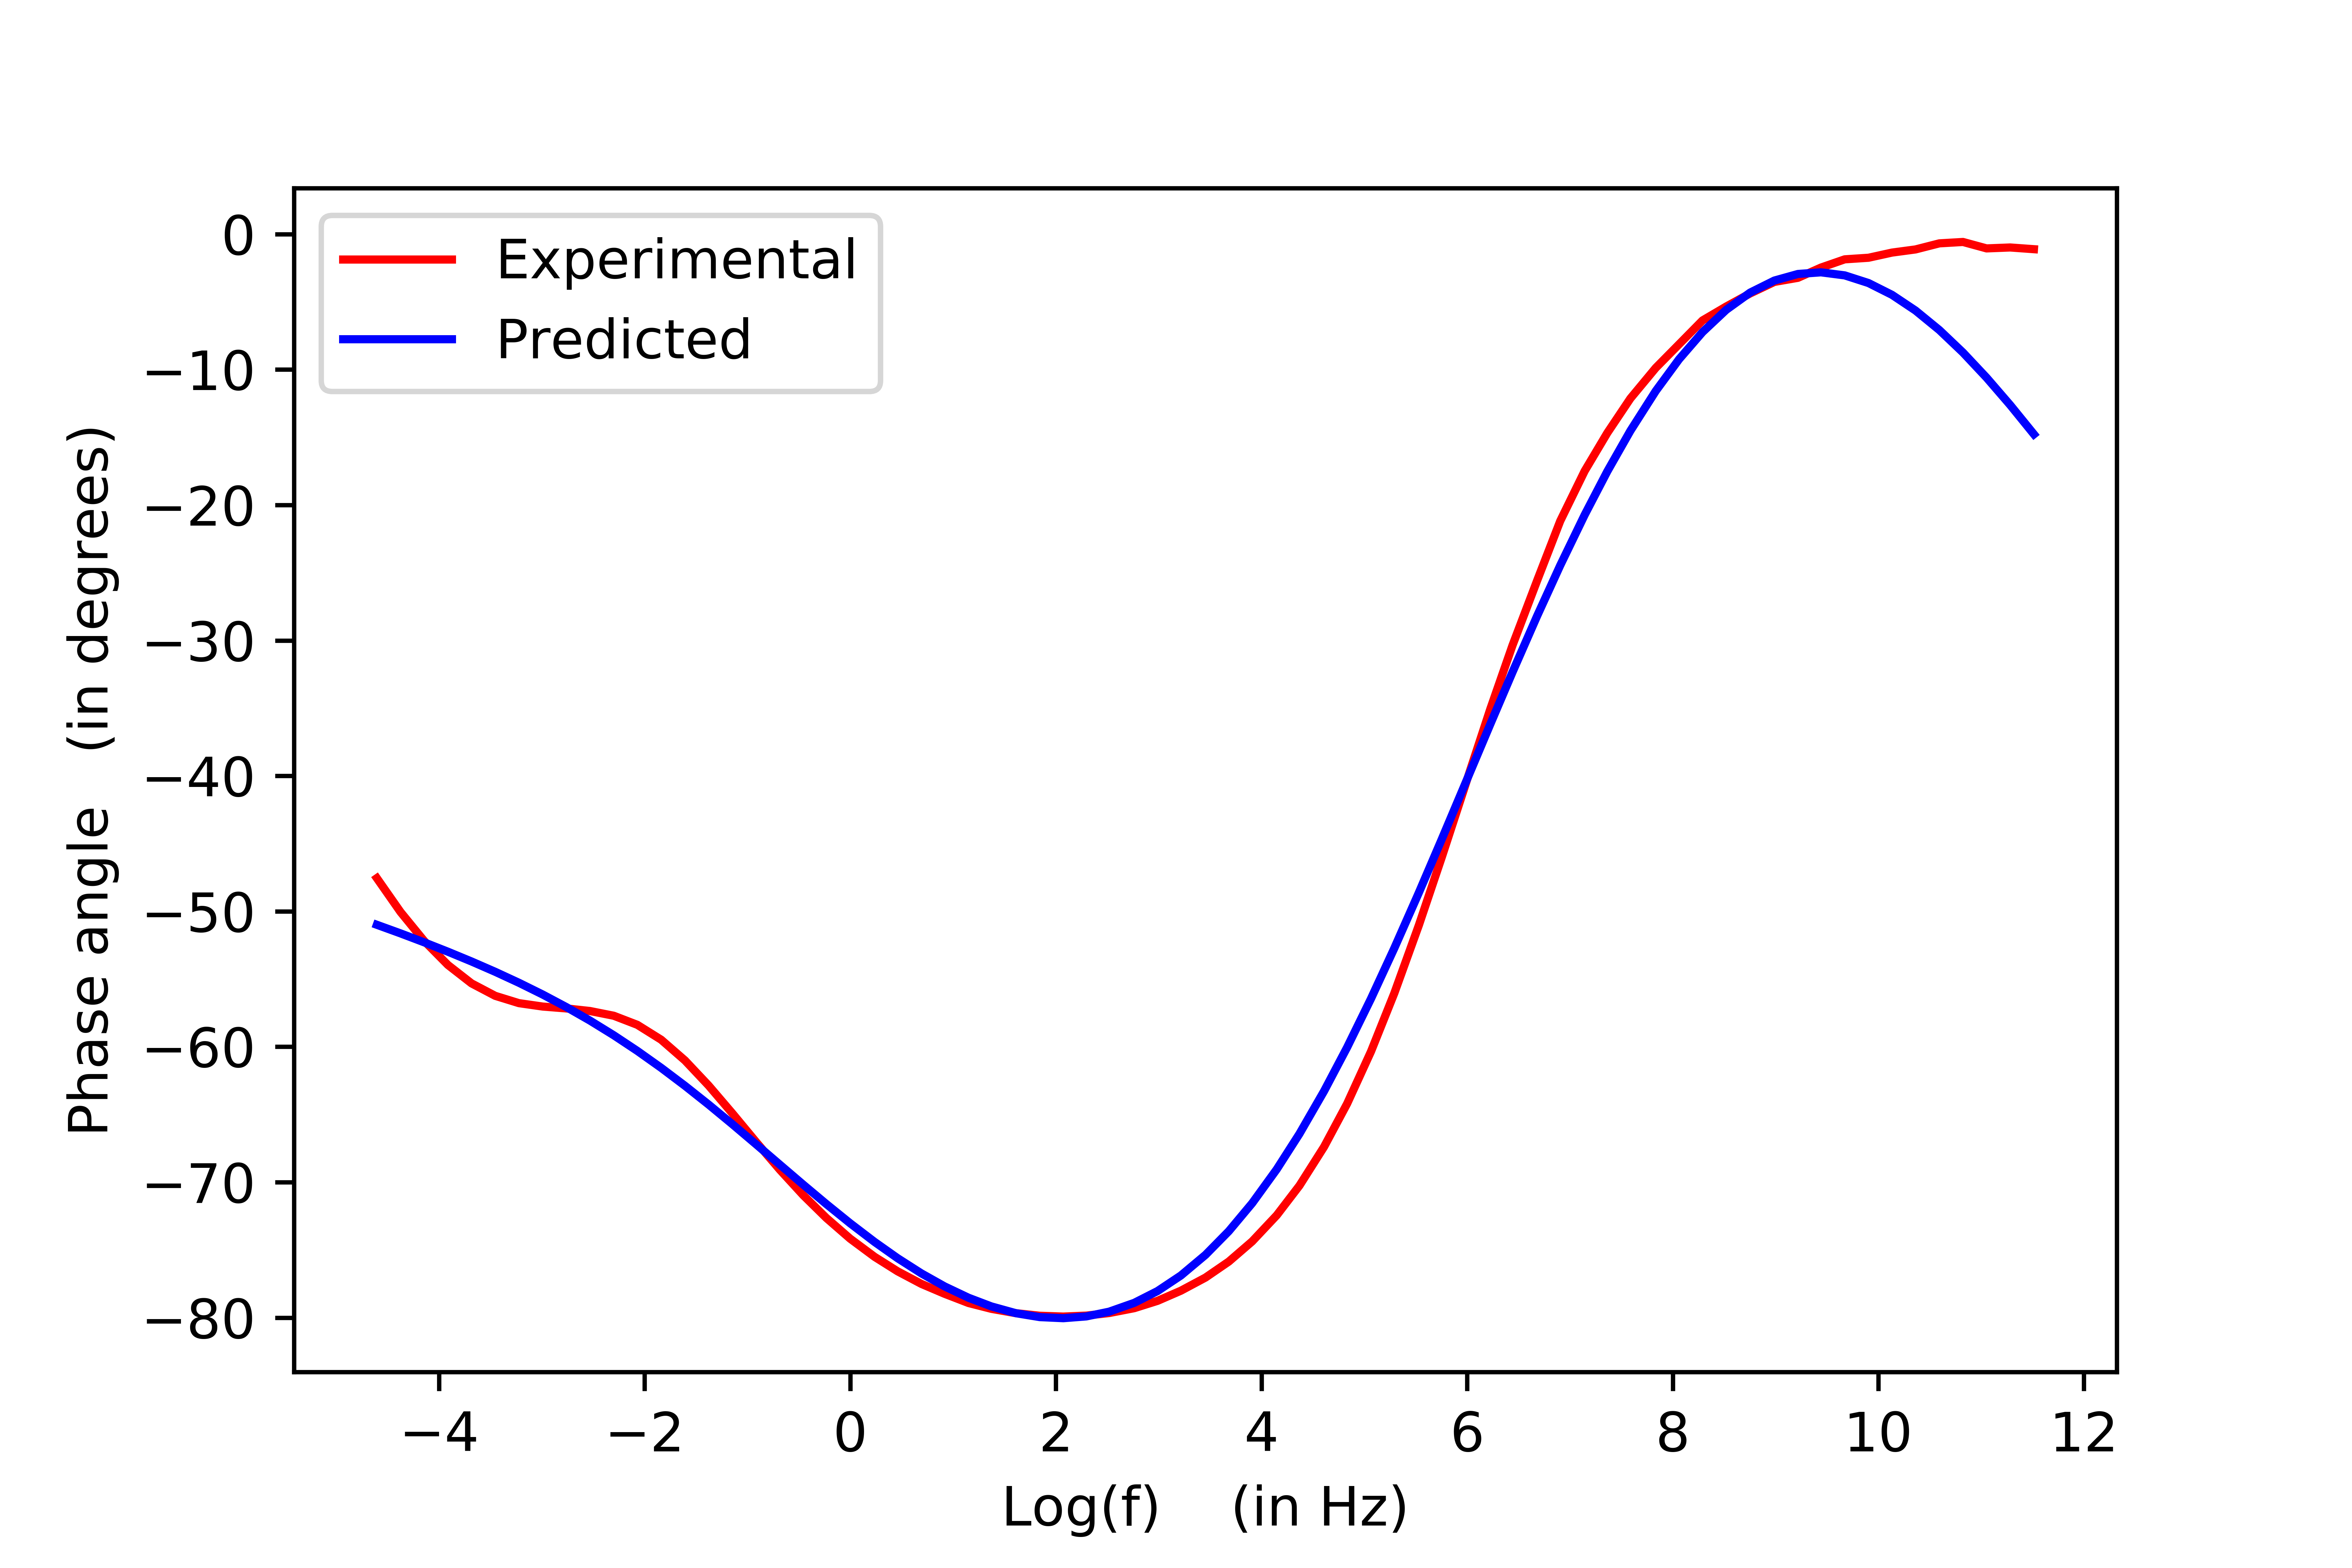 Experimental
Predicted
0
−10
−20
−30
−40
−50
−60
−70
−80
Phase angle (in degrees)
−4 −2 0 2 4 6 8 10 12
Log(f) (in Hz)